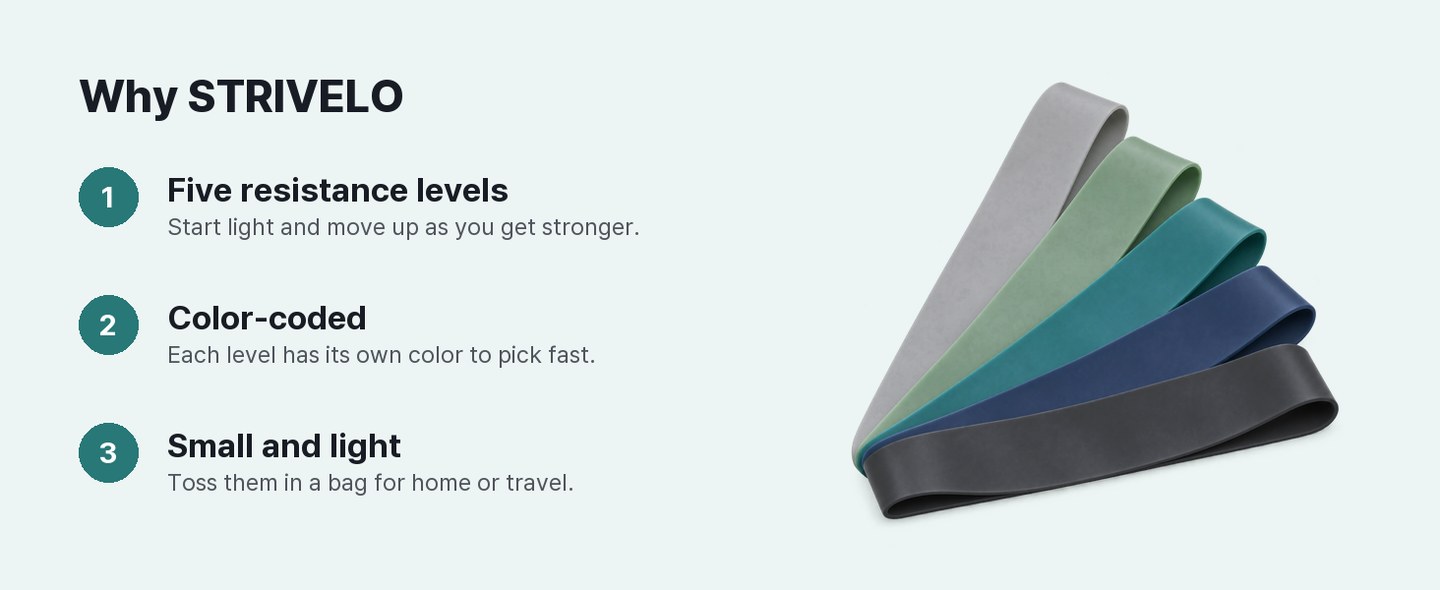 Why STRIVELO
1
Five resistance levels
Start light and move up as you get stronger.
2
Color-coded
Each level has its own color to pick fast.
3
Small and light
Toss them in a bag for home or travel.